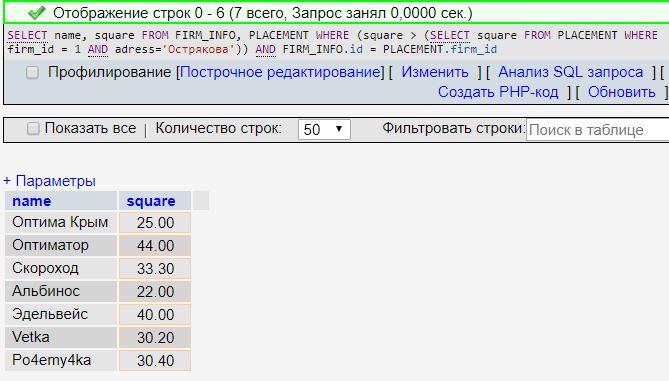 Отображение строк 0 - 6 (7 всего, Запрос занял 0,0000 сек.)
SELECT name, square FROM FIRM_INFO, PLACEMENT WHERE (square > (SELECT square FROM PLACEMENT WHERE
firm_id = 1 AND adress='Острякова')) AND FIRM_INFO.id = PLACEMENT.firm_id
Профилирование [Построчное редактирование] [ Изменить ] [ Анализ SQL запроса ] [
Создать PHP-код ] [ Обновить ]
Показать все | Количество строк: 50 Фильтровать строки: Поиск в таблице
+ Параметры
name square
Оптима Крым 25.00
Оптиматор 44.00
Скороход 33.30
Альбинос 22.00
Эдельвейс 40.00
Vetka 30.20
Po4emy4ka 30.40